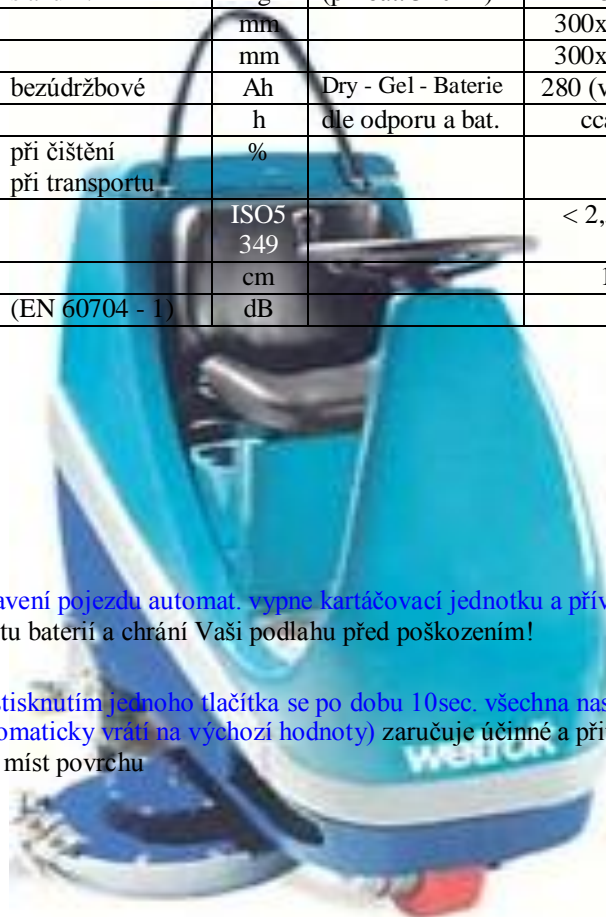 mm 300x
mm 300x
bezúdržbové Ah Dry - Gel - Baterie 280 (v
h dle odporu a bat. cca
při čištění %
při transportu
ISO5 < 2,
349
cm 1
(EN 60704 - 1) dB
avení pojezdu automat. vypne kartáčovací jednotku a přív
tu baterií a chrání Vaši podlahu před poškozením!
stisknutím jednoho tlačítka se po dobu 10sec. všechna nas
omaticky vrátí na výchozí hodnoty) zaručuje účinné a při
míst povrchu
wetrok